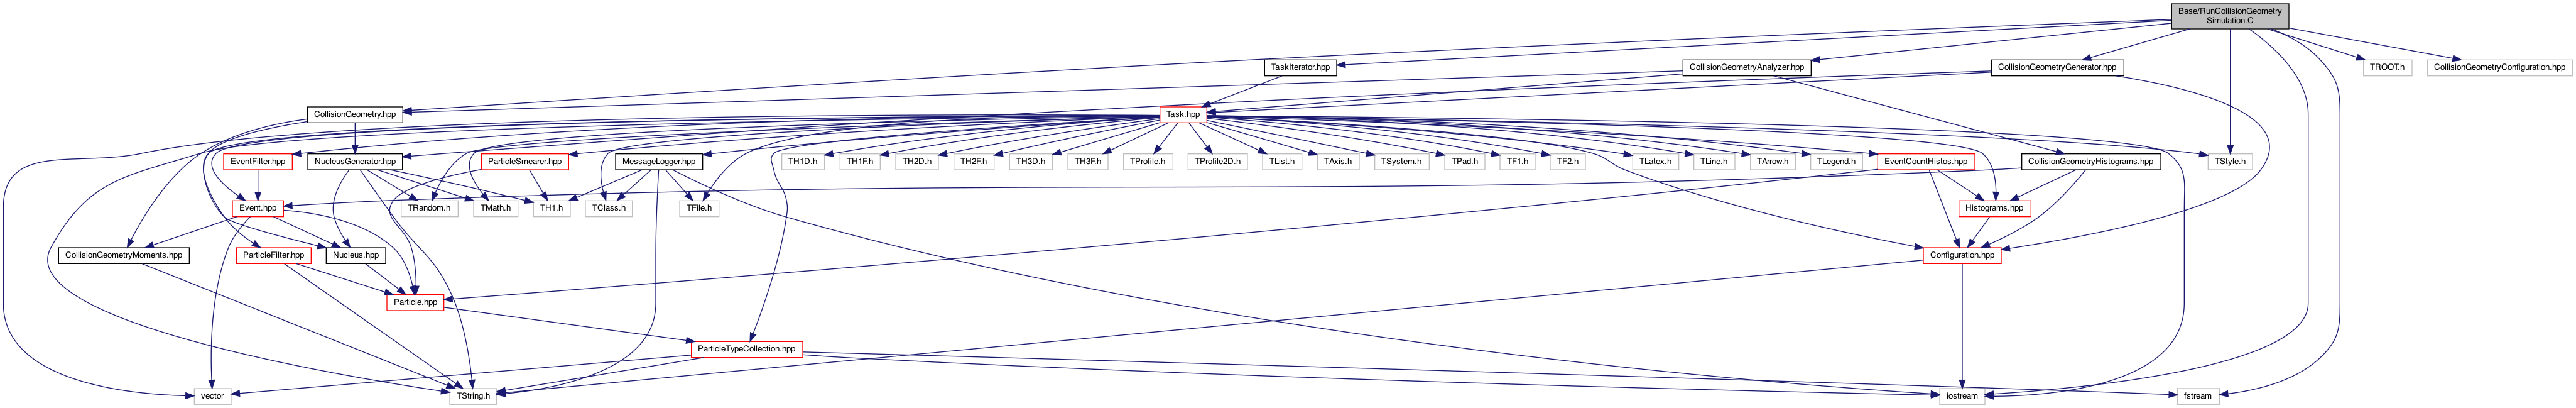 Base/RunCollisionGeometry
Simulation.C
TaskIterator.hpp
CollisionGeometryAnalyzer.hpp
CollisionGeometryGenerator.hpp
TROOT.h
CollisionGeometryConfiguration.hpp
CollisionGeometry.hpp
Task.hpp
EventFilter.hpp
NucleusGenerator.hpp
ParticleSmearer.hpp
MessageLogger.hpp
TH1D.h
TH1F.h
TH2D.h
TH2F.h
TH3D.h
TH3F.h
TProfile.h
TProfile2D.h
TList.h
TAxis.h
TSystem.h
TPad.h
TF1.h
TF2.h
TLatex.h
TLine.h
TArrow.h
TLegend.h
EventCountHistos.hpp
CollisionGeometryHistograms.hpp
TStyle.h
Event.hpp
TRandom.h
TMath.h
TH1.h
TClass.h
TFile.h
Histograms.hpp
CollisionGeometryMoments.hpp
ParticleFilter.hpp
Nucleus.hpp
Configuration.hpp
Particle.hpp
ParticleTypeCollection.hpp
vector
TString.h
iostream
fstream